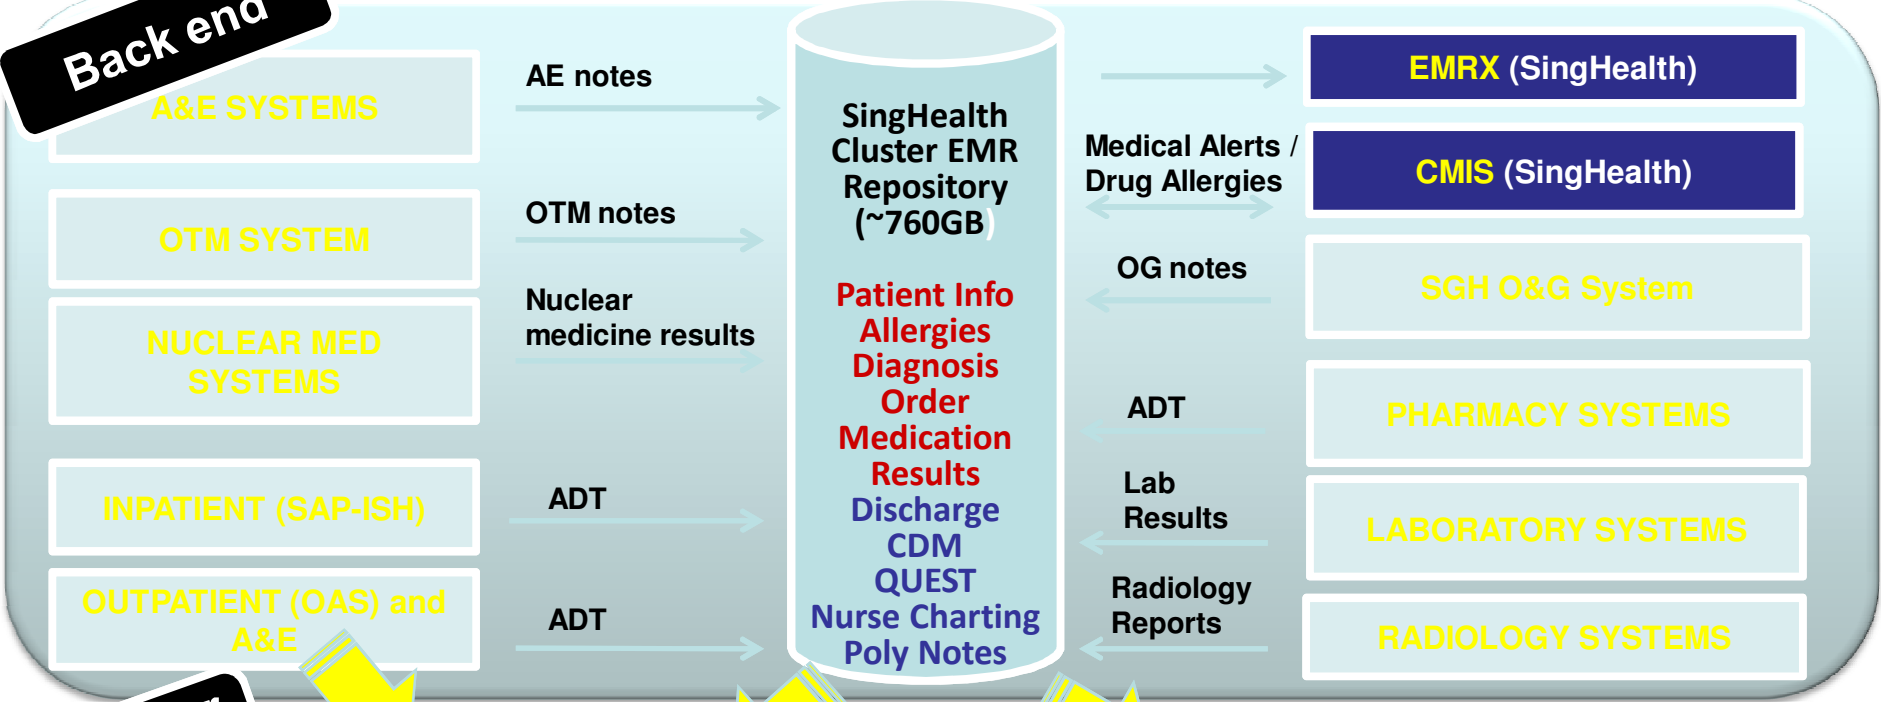 Back end
A&E SYSTEMS
AE notes
OTM SYSTEM
OTM notes
NUCLEAR MED
SYSTEMS
Nuclear
medicine results
INPATIENT (SAP-ISH)
ADT
OUTPATIENT (OAS) and
A&E
ADT
SingHealth
Cluster EMR
Repository
(~760GB)
Patient Info
Allergies
Diagnosis
Order
Medication
Results
Discharge
CDM
QUEST
Nurse Charting
Poly Notes
EMRX (SingHealth)
Medical Alerts /
Drug Allergies
CMIS (SingHealth)
OG notes
SGH O&G System
ADT
PHARMACY SYSTEMS
Lab
Results
LABORATORY SYSTEMS
Radiology
Reports
RADIOLOGY SYSTEMS